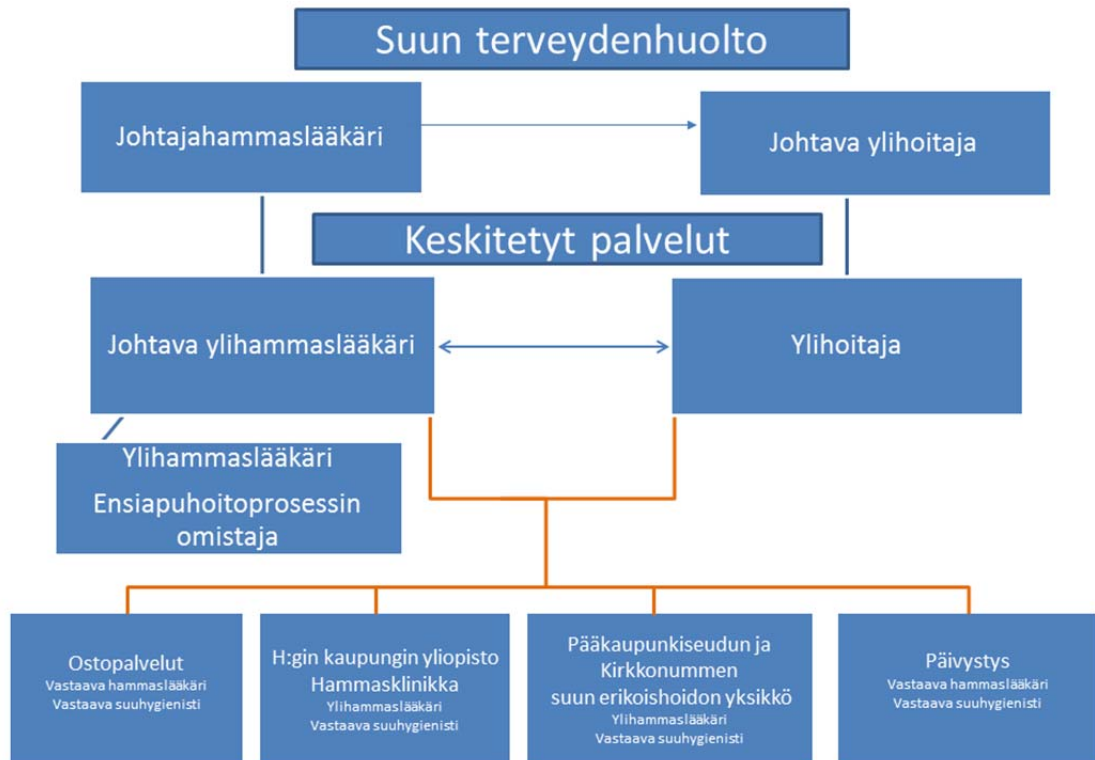 Suun terveydenhuolto
Johtajahammaslääkäri
Johtava ylihoitaja
Keskitetyt palvelut
Johtava ylihammaslääkäri
Ylihoitaja
Ylihammaslääkäri
Ensiapuhoitoprosessin
omistaja
Ostopalvelut
Vastaava hammaslääkäri
Vastaava suuhygienisti
H:gin kaupungin yliopisto
Hammasklinikka
Ylihammaslääkäri
Vastaava suuhygienisti
Pääkaupunkiseudun ja
Kirkkonummen
suun erikoishoidon yksikkö
Ylihammaslääkäri
Vastaava suuhygienisti
Päivystys
Vastaava hammaslääkäri
Vastaava suuhygienisti